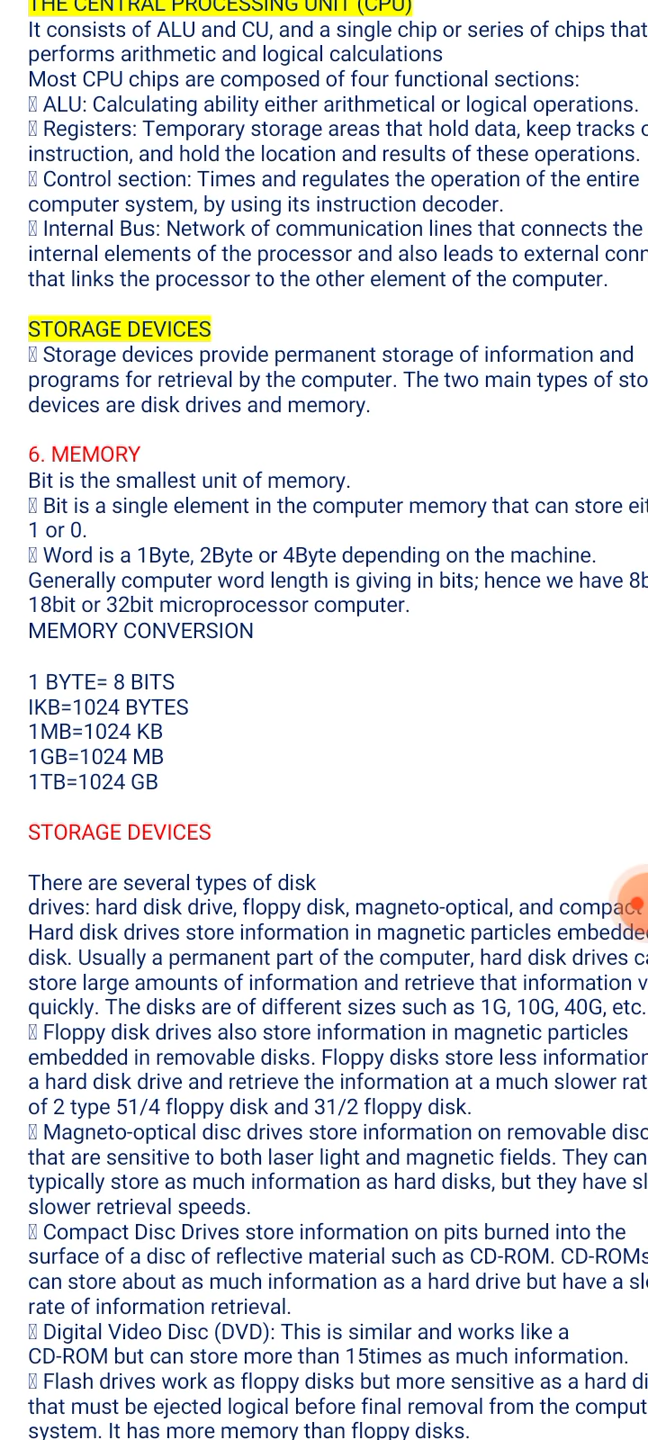 THE CENTRAL PROCESSING UNIT (CPU)
It consists of ALU and CU, and a single chip or series of chips that
performs arithmetic and logical calculations
Most CPU chips are composed of four functional sections:
ALU: Calculating ability either arithmetical or logical operations.
Registers: Temporary storage areas that hold data, keep tracks
instruction, and hold the location and results of these operations.
Control section: Times and regulates the operation of the entire
computer system, by using its instruction decoder.
Internal Bus: Network of communication lines that connects the
internal elements of the processor and also leads to external
that links the processor to the other element of the computer.
STORAGE DEVICES
Storage devices provide permanent storage of information and
programs for retrieval by the computer. The two main types of
devices are disk drives and memory.
6. MEMORY
Bit is the smallest unit of memory.
Bit is a single element in the computer memory that can store
1 or 0.
Word is a 1Byte, 2Byte or 4Byte depending on the machine.
Generally computer word length is giving in bits; hence we have
18bit or 32bit microprocessor computer.
MEMORY CONVERSION
1 BYTE= 8 BITS
IKB=1024 BYTES
1MB=1024 KB
1GB=1024 MB
1TB=1024 GB
STORAGE DEVICES
There are several types of disk
drives: hard disk drive, floppy disk, magneto-optical, and compact
Hard disk drives store information in magnetic particles
disk. Usually a permanent part of the computer, hard disk drives
store large amounts of information and retrieve that information
quickly. The disks are of different sizes such as 1G, 10G, 40G, etc.
Floppy disk drives also store information in magnetic particles
embedded in removable disks. Floppy disks store less information
a hard disk drive and retrieve the information at a much slower
of 2 type 51/4 floppy disk and 31/2 floppy disk.
Magneto-optical disc drives store information on removable
that are sensitive to both laser light and magnetic fields. They can
typically store as much information as hard disks, but they have
slower retrieval speeds.
Compact Disc Drives store information on pits burned into the
surface of a disc of reflective material such as CD-ROM. CD-ROMs
can store about as much information as a hard drive but have a
rate of information retrieval.
Digital Video Disc (DVD): This is similar and works like a
CD-ROM but can store more than 15times as much information.
Flash drives work as floppy disks but more sensitive as a hard
that must be ejected logical before final removal from the
system. It has more memory than floppy disks.